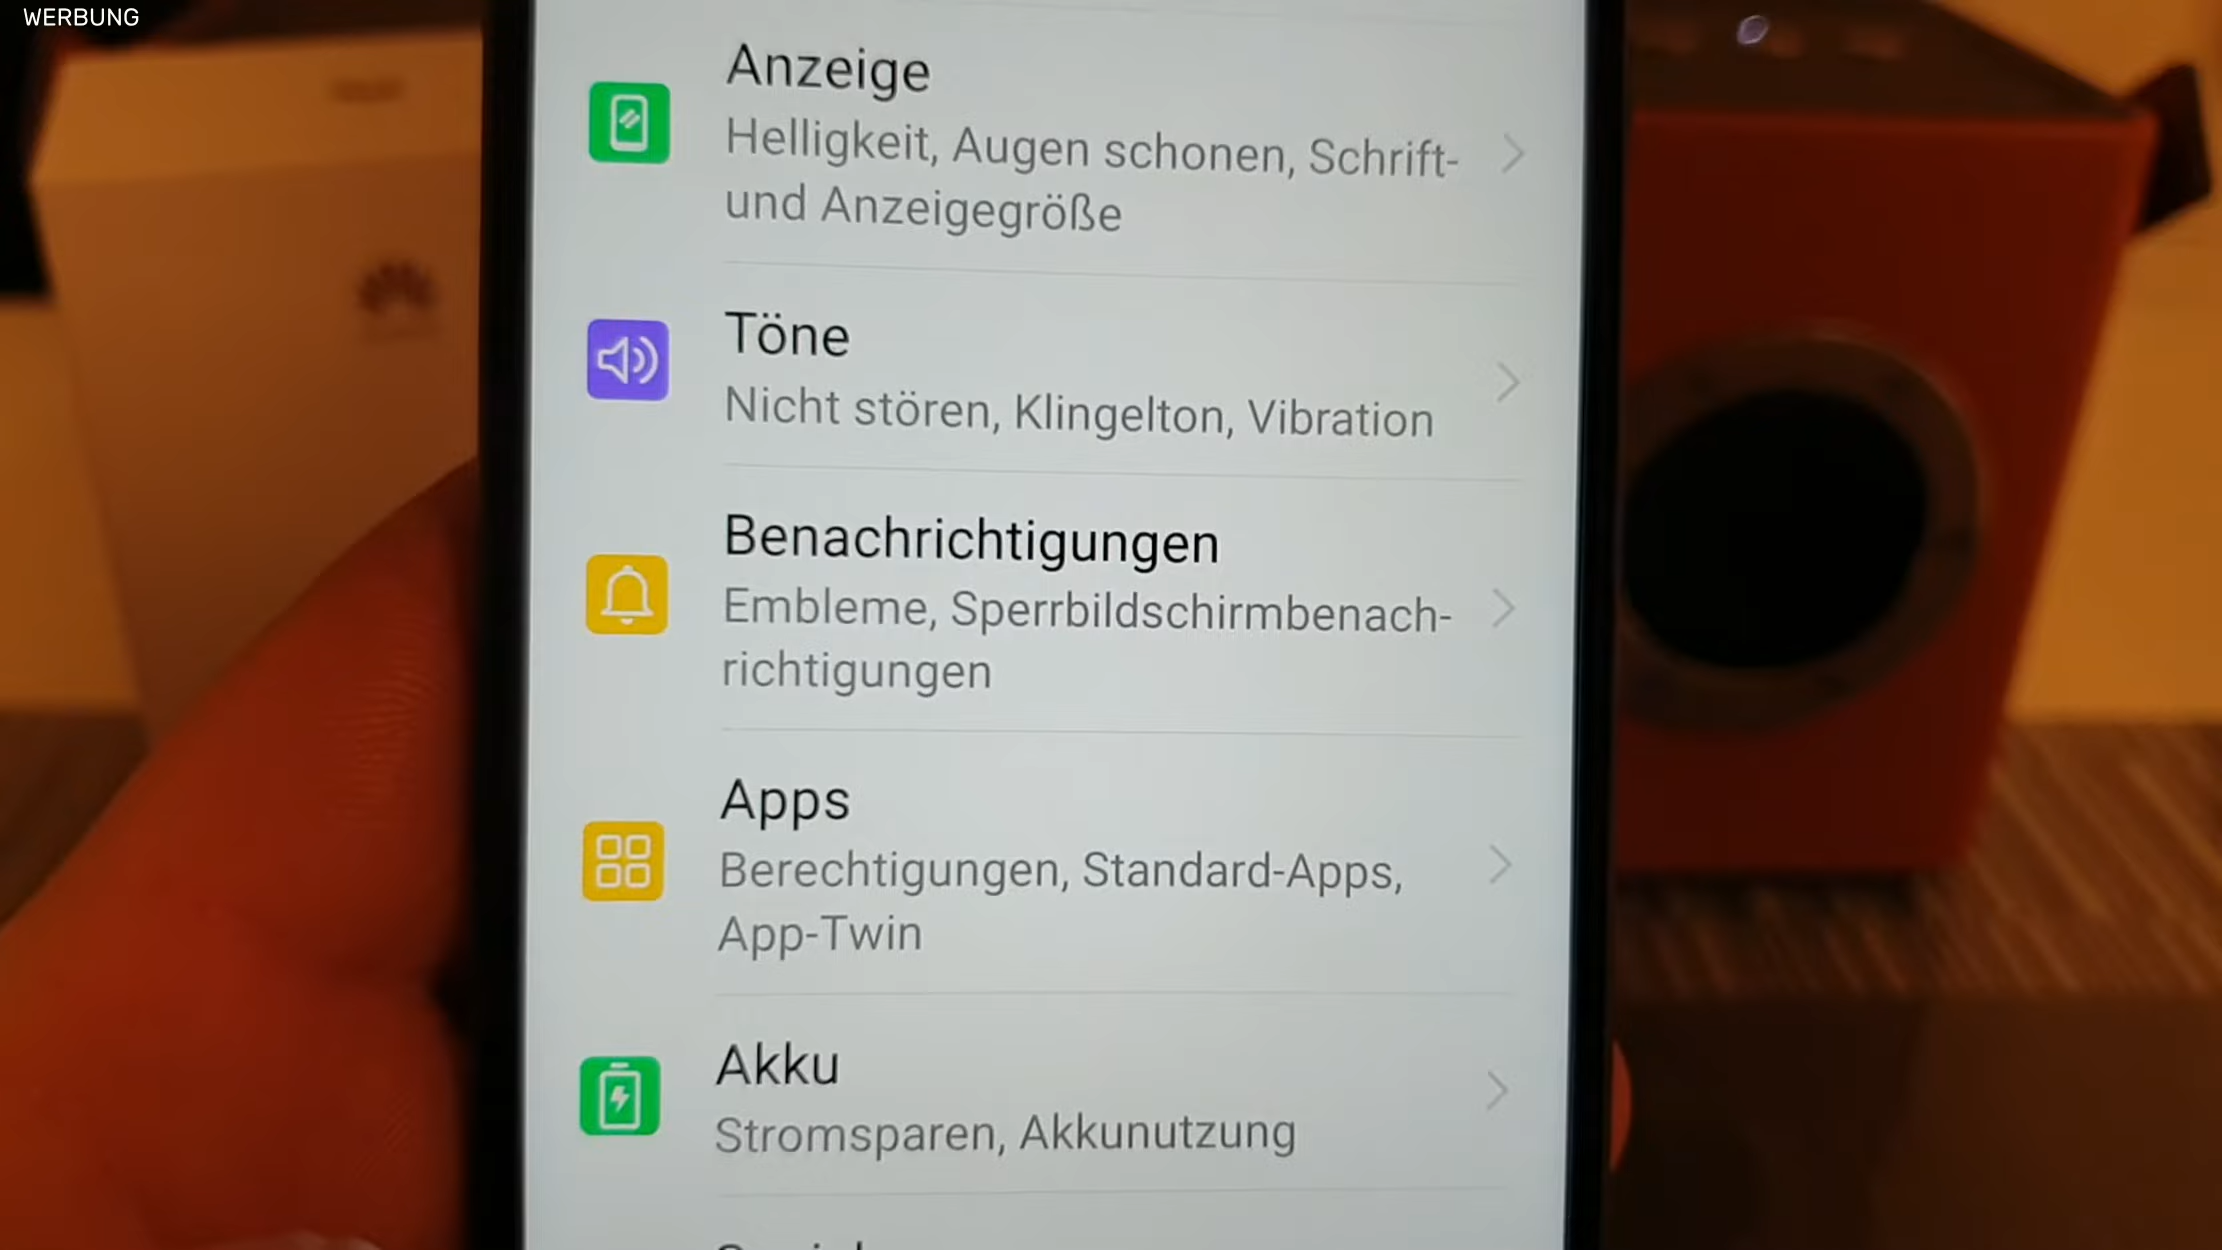 WERBUNG
Anzeige
Helligkeit, Augen schonen, Schrift-
und Anzeigegröße
Töne
Nicht stören, Klingelton, Vibration
Benachrichtigungen
Embleme, Sperrbildschirmbenach-
richtigungen
Apps
Berechtigungen, Standard-Apps,
App-Twin
Akku
Stromsparen, Akkunutzung